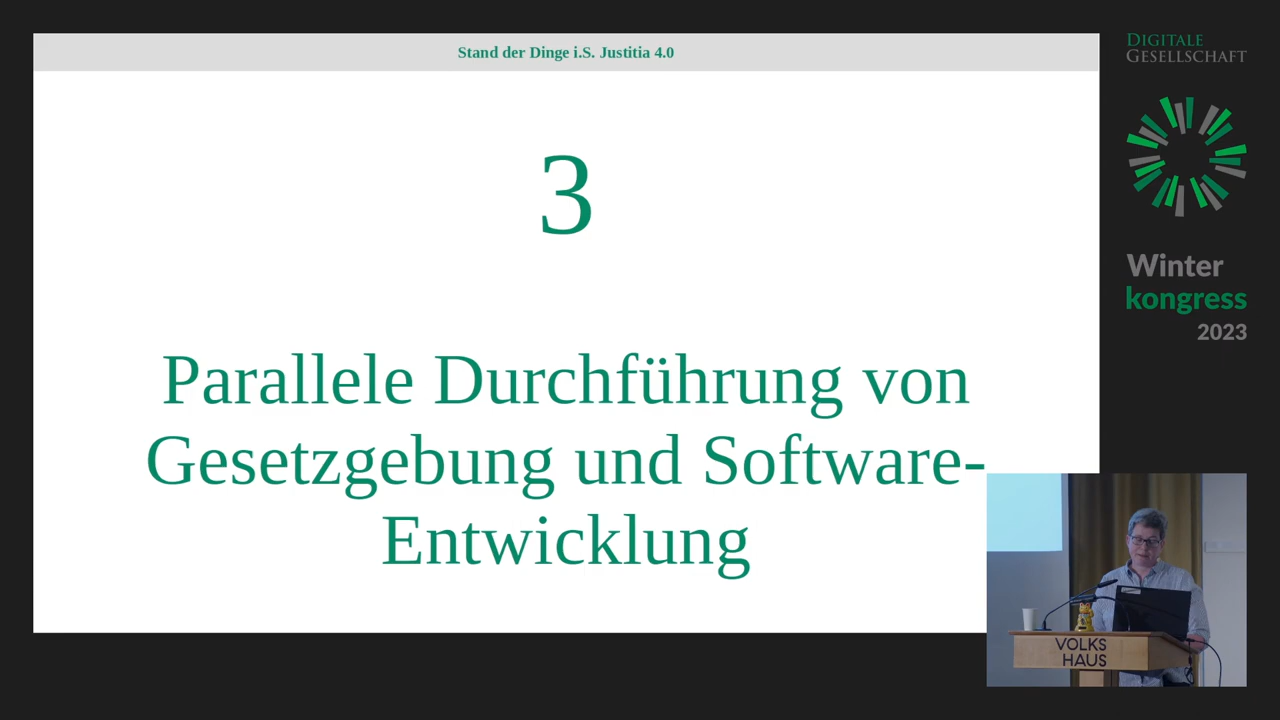 Stand der Dinge i.S. Justitia 4.0
3
Parallele Durchführung von
Gesetzgebung und Software-
Entwicklung
DIGITALE
GESELLSCHAFT
Winter
kongress
2023
VOLKS
HAUS